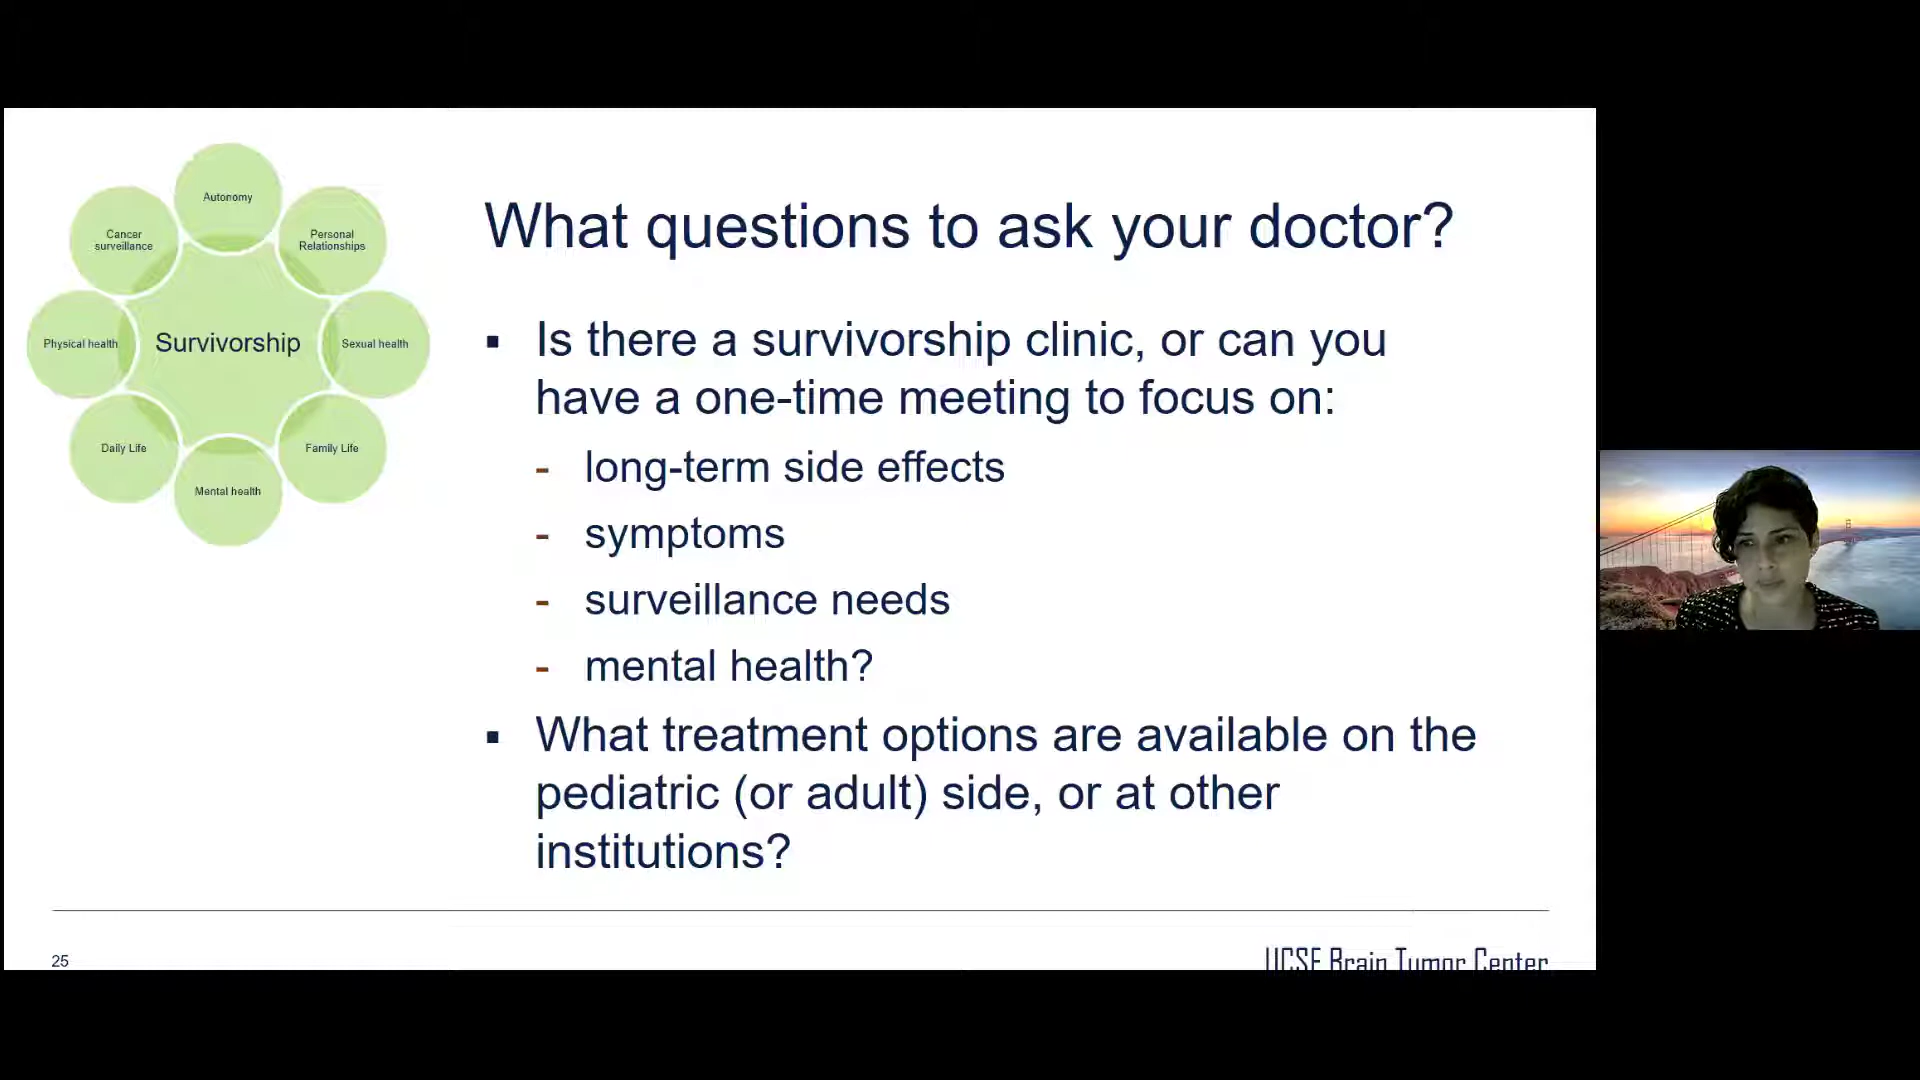 Autonomy
Cancer
surveillance
Personal
Relationships
Physical health
Survivorship
Sexual health
Daily Life
Family Life
Mental health
What questions to ask your doctor?
▪ Is there a survivorship clinic, or can you
have a one-time meeting to focus on:
- long-term side effects
- symptoms
- surveillance needs
- mental health?
▪ What treatment options are available on the
pediatric (or adult) side, or at other
institutions?
25
UCSF Brain Tumor Center